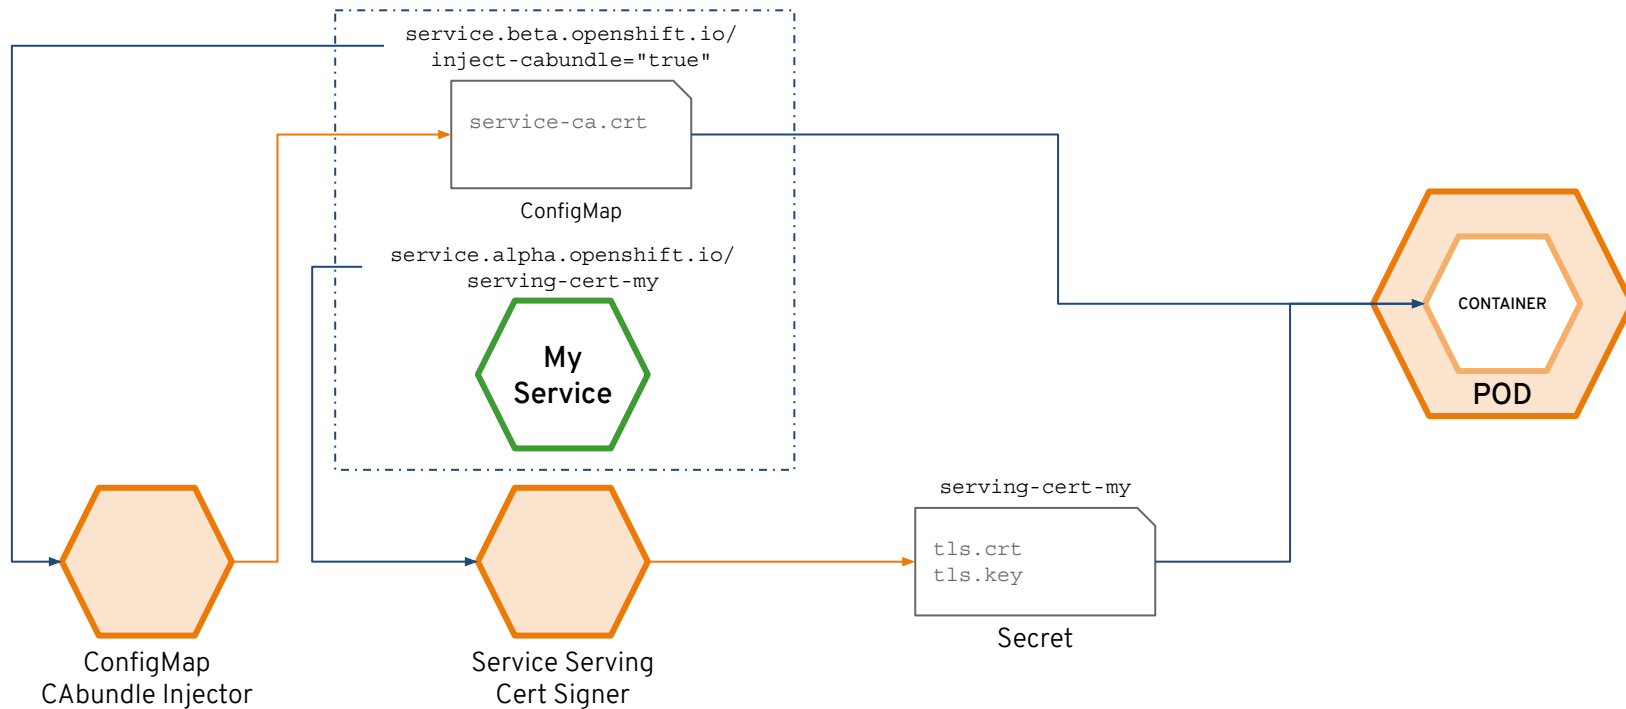 service.beta.openshift.io/
inject-cabundle="true"
service-ca.crt
ConfigMap
service.alpha.openshift.io/
serving-cert-my
My
Service
CONTAINER
POD
serving-cert-my
tls.crt
tls.key
Secret
ConfigMap
CAbundle Injector
Service Serving
Cert Signer